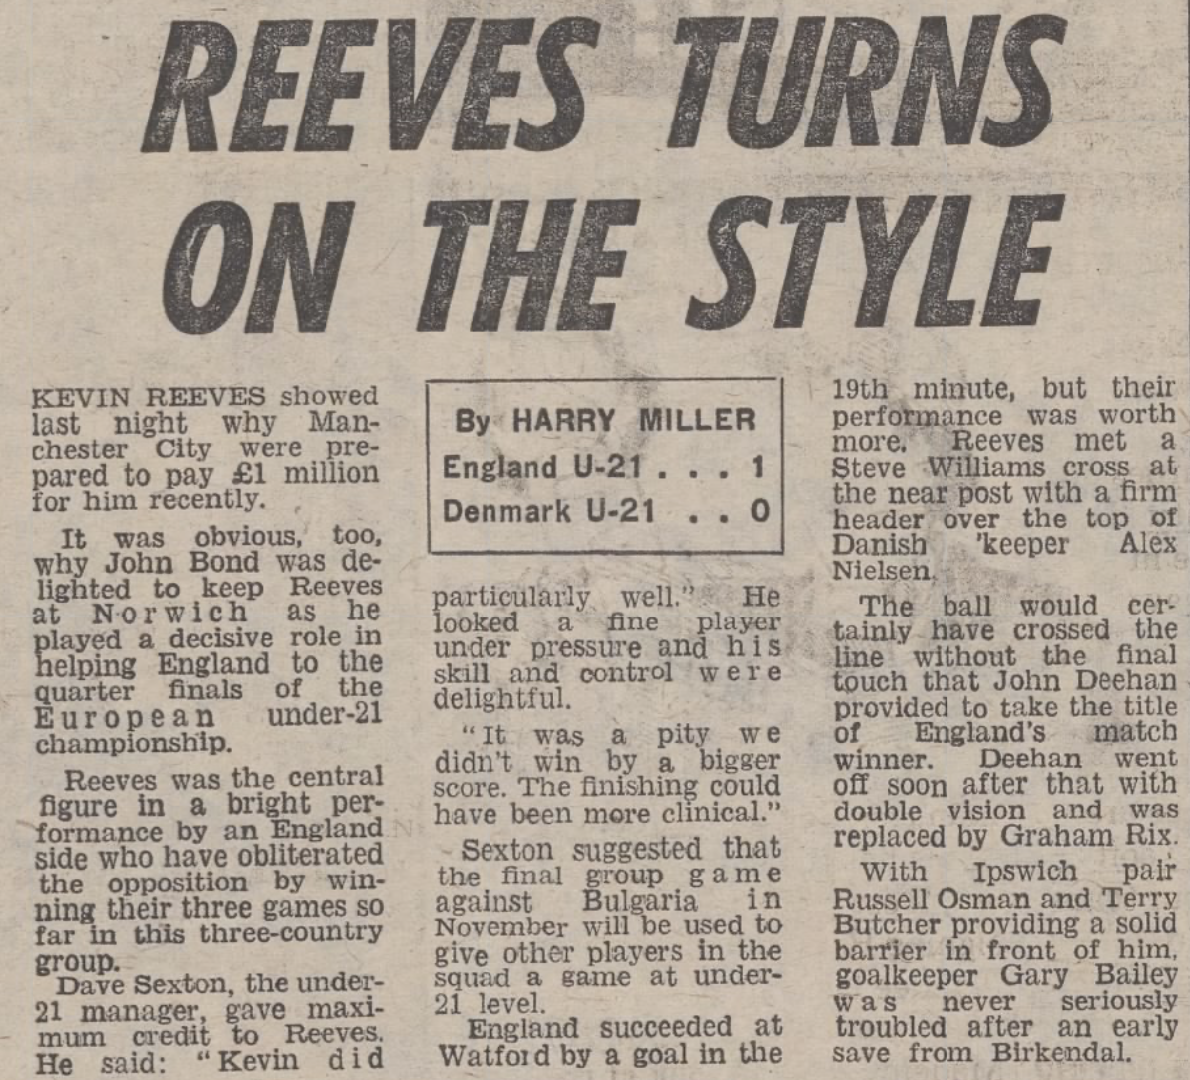 REEVES TURNS
ON THE STYLE
KEVIN REEVES showed
last night why Man-
chester City were pre-
pared to pay £1 million
for him recently.
It was obvious, too,
why John Bond was de-
lighted to keep Reeves
at Norwich as he
played a decisive role in
helping England to the
quarter finals of the
European under-21
championship.
Reeves was the central
figure in a bright per-
formance by an England
side who have obliterated
the opposition by win-
ning their three games so
far in this three-country
group.
Dave Sexton, the under-
21 manager, gave maxi-
mum credit to Reeves.
He said: "Kevin did
By HARRY MILLER
England U-21 . . . 1
Denmark U-21 . . 0
particularly well." He
looked a fine player
under pressure and his
skill and control were
delightful.
"It was a pity we
didn't win by a bigger
score. The finishing could
have been more clinical."
Sexton suggested that
the final group game
against Bulgaria in
November will be used to
give other players in the
squad a game at under-
21 level.
England succeeded at
Watford by a goal in the
19th minute, but their
performance was worth
more. Reeves met a
Steve Williams cross at
the near post with a firm
header over the top of
Danish 'keeper Alex
Nielsen.
The ball would cer-
tainly have crossed the
line without the final
touch that John Deehan
provided to take the title
of England's match
winner. Deehan went
off soon after that with
double vision and was
replaced by Graham Rix.
With Ipswich pair
Russell Osman and Terry
Butcher providing a solid
barrier in front of him,
goalkeeper Gary Bailey
was never seriously
troubled after an early
save from Birkendal.